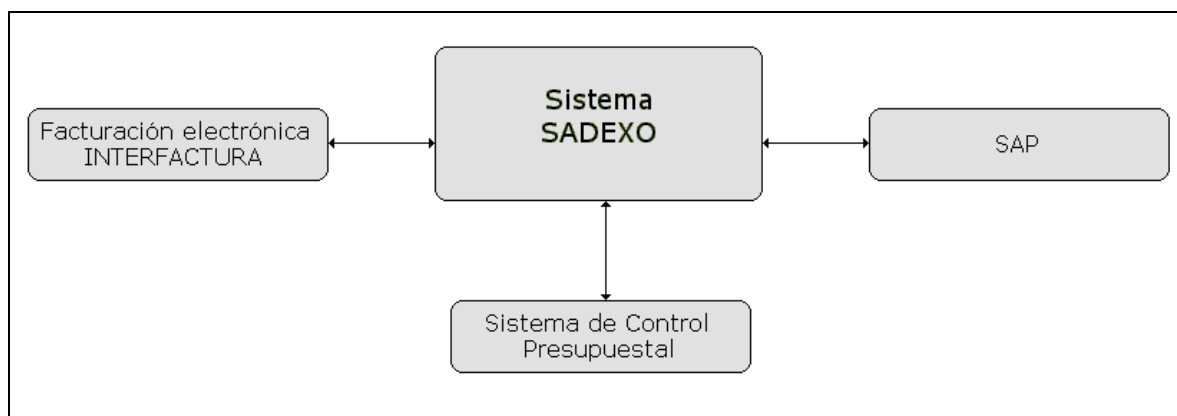 Sistema
SADEXO
Facturación electrónica
INTERFACTURA
SAP
Sistema de Control
Presupuestal